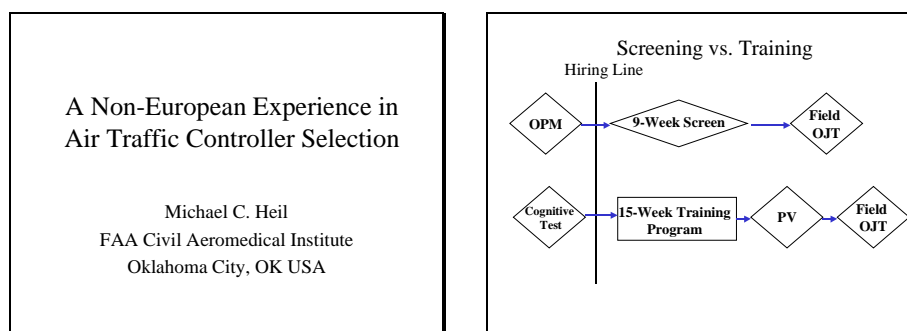 A Non-European Experience in
Air Traffic Controller Selection
Michael C. Heil
FAA Civil Aeromedical Institute
Oklahoma City, OK USA
Screening vs. Training
Hiring Line
OPM
9-Week Screen
Field
OJT
Cognitive
Test
15-Week Training
Program
PV
Field
OJT